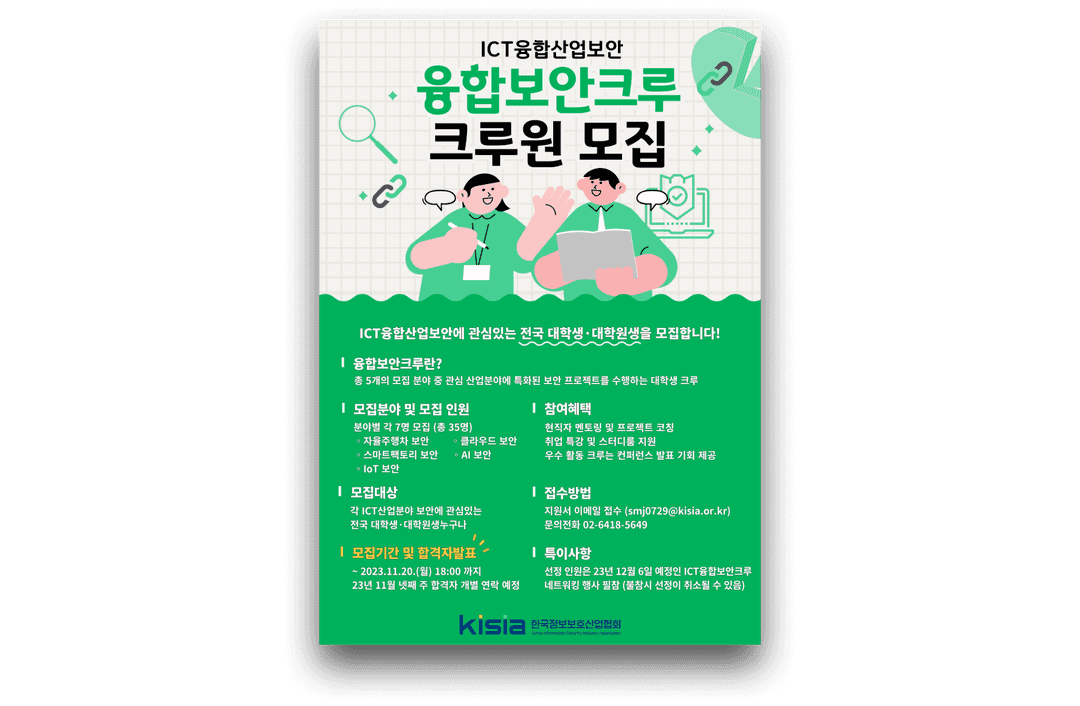 ICT융합산업보안
융합보안크루
크루원 모집
ICT융합산업보안에 관심있는 전국 대학생·대학원생을 모집합니다!
융합보안크루란?
총 5개의 모집 분야 중 관심 산업분야에 특화된 보안 프로젝트를 수행하는 대학생 크루
모집분야 및 모집 인원
분야별 각 7명 모집 (총 35명)
◦ 자율주행차 보안 ◦ 클라우드 보안
◦ 스마트팩토리 보안 ◦ AI 보안
◦ IoT 보안
참여혜택
현직자 멘토링 및 프로젝트 코칭
취업 특강 및 스터디룸 지원
우수 활동 크루는 컨퍼런스 발표 기회 제공
모집대상
각 ICT산업분야 보안에 관심있는
전국 대학생·대학원생누구나
접수방법
지원서 이메일 접수 (smj0729@kisia.or.kr)
문의전화 02-6418-5649
모집기간 및 합격자발표
~ 2023.11.20.(월) 18:00 까지
23년 11월 넷째 주 합격자 개별 연락 예정
특이사항
선정 인원은 23년 12월 6일 예정인 ICT융합보안크루
네트워킹 행사 필참 (불참시 선정이 취소될 수 있음)
kisia 한국정보보호산업협회
Korea Information Security Industry Association